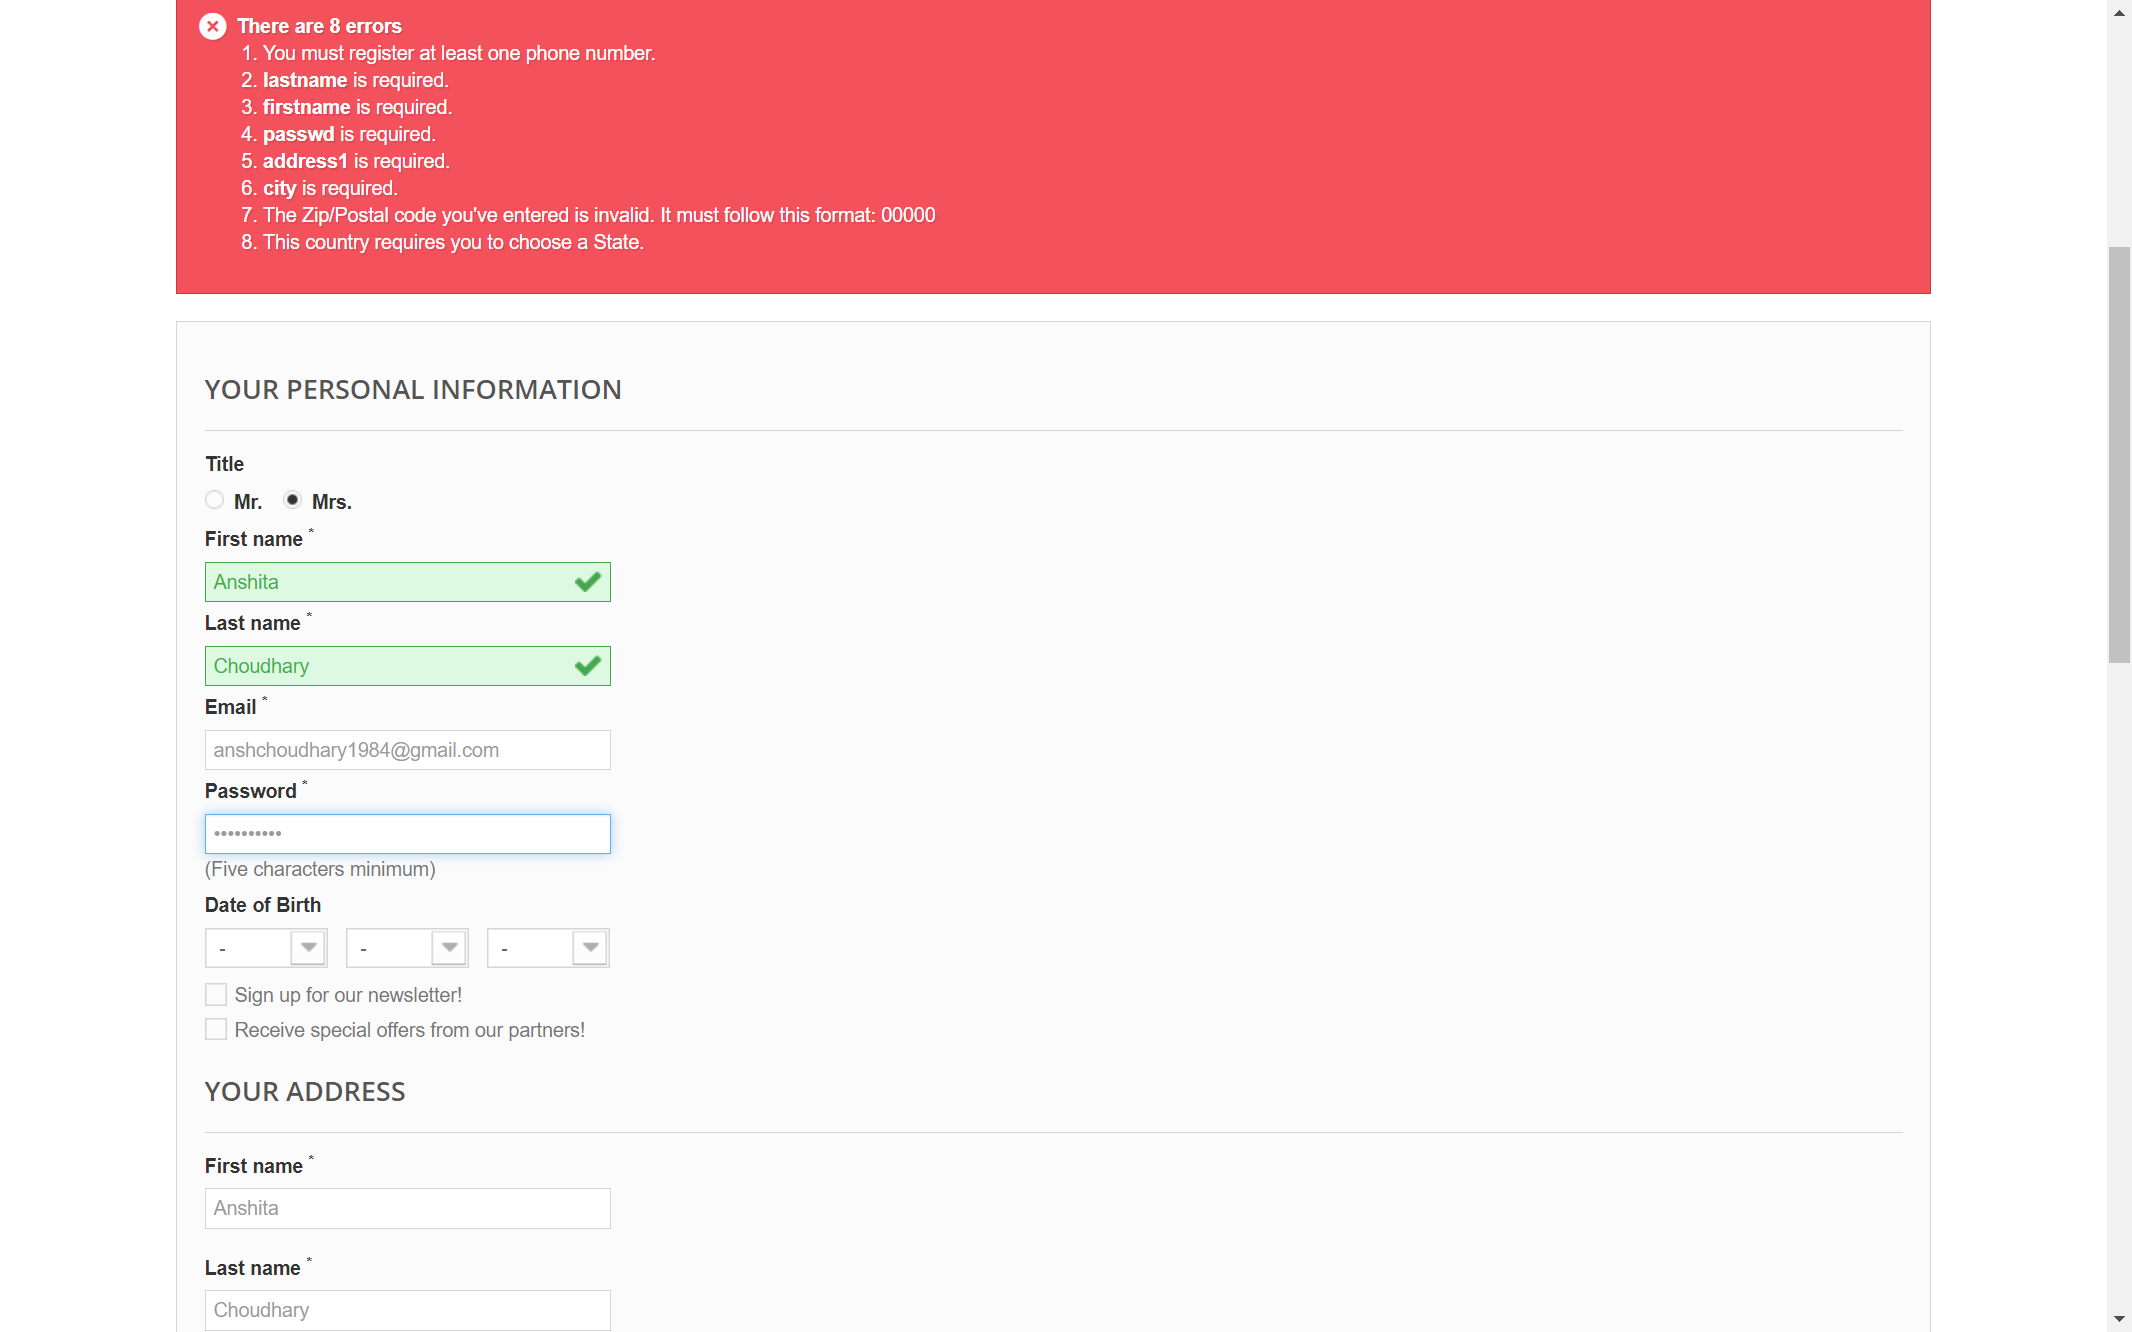 There are 8 errors
1. You must register at least one phone number.
2. lastname is required.
3. firstname is required.
4. passwd is required.
5. address1 is required.
6. city is required.
7. The Zip/Postal code you've entered is invalid. It must follow this format: 00000
8. This country requires you to choose a State.
YOUR PERSONAL INFORMATION
Title
Mr. Mrs.
First name *
Anshita
Last name *
Choudhary
Email *
anshchoudhary1984@gmail.com
Password *
••••••••••
(Five characters minimum)
Date of Birth
- - -
Sign up for our newsletter!
Receive special offers from our partners!
YOUR ADDRESS
First name *
Anshita
Last name *
Choudhary